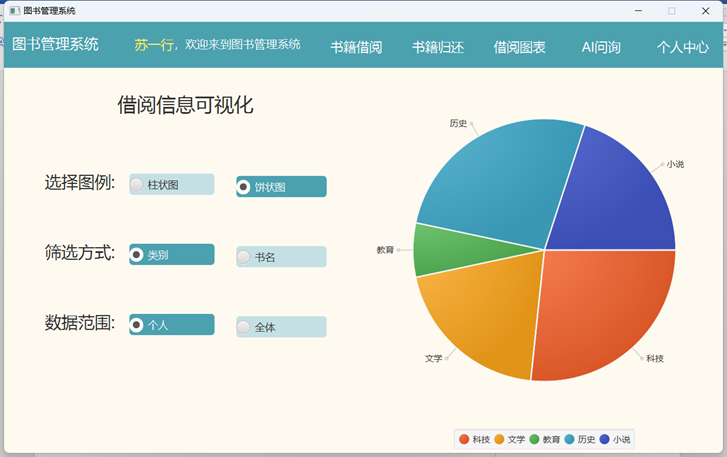 图书管理系统
图书管理系统 苏一行，欢迎来到图书管理系统 书籍借阅 书籍归还 借阅图表 AI问询 个人中心
借阅信息可视化
选择图例: 柱状图 饼状图
筛选方式: 类别 书名
数据范围: 个人 全体
历史
小说
教育
文学
科技
科技 文学 教育 历史 小说